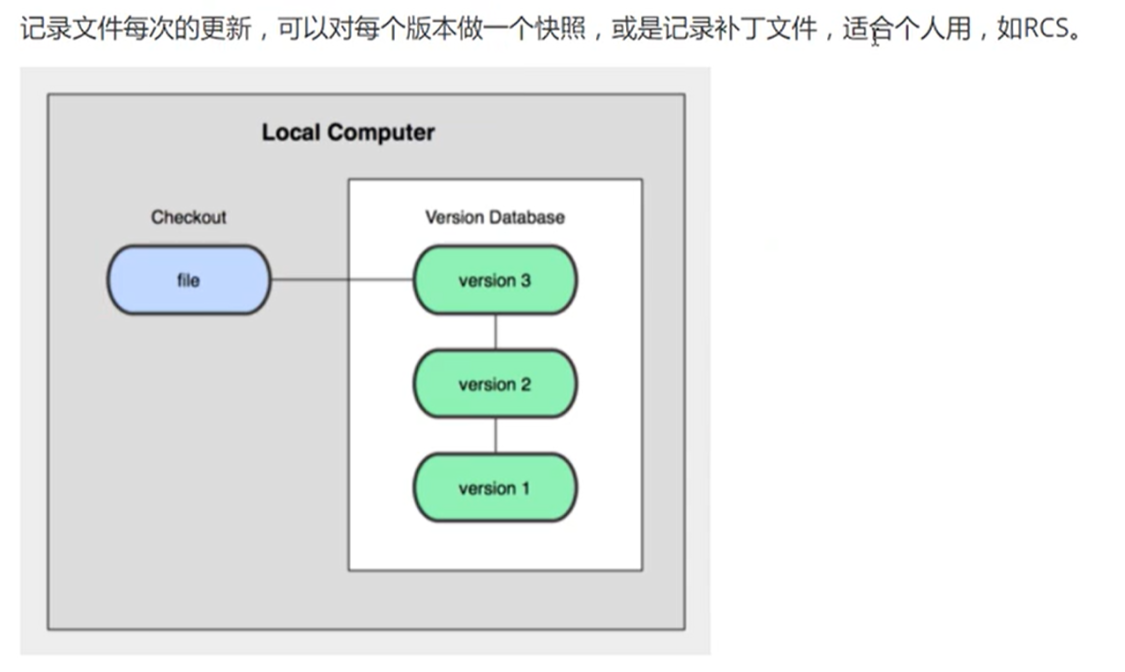 记录文件每次的更新，可以对每个版本做一个快照，或是记录补丁文件，适合个人用，如RCS。
Local Computer
Checkout
Version Database
file
version 3
version 2
version 1